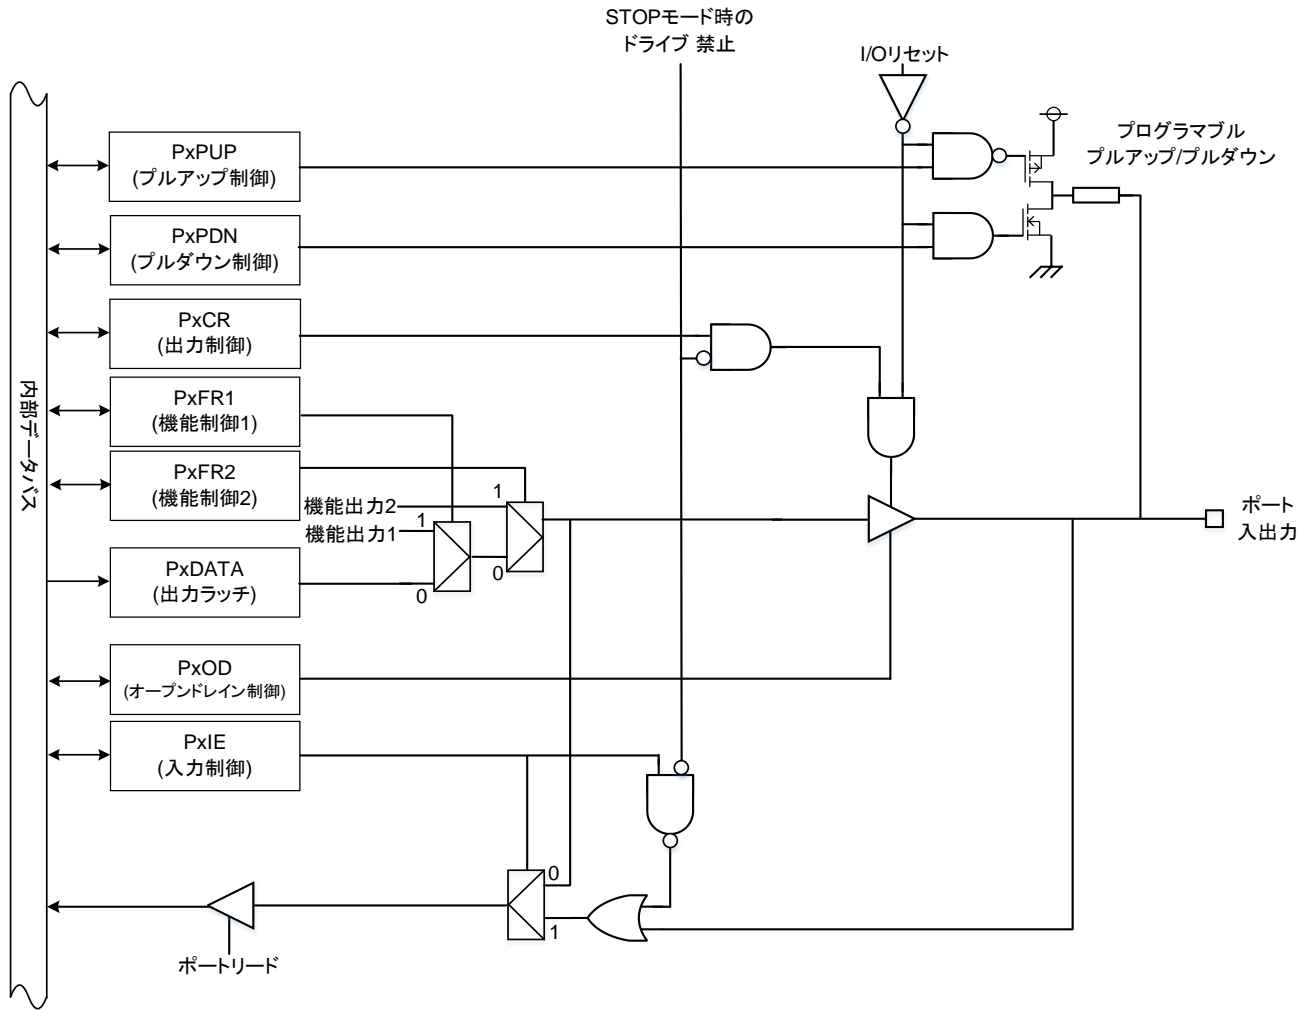 STOPモード時の
ドライブ 禁止
I/Oリセット
プログラマブル
プルアップ/プルダウン
PxPUP
(プルアップ制御)
PxPDN
(プルダウン制御)
PxCR
(出力制御)
内部データバス
PxFR1
(機能制御1)
PxFR2
(機能制御2)
機能出力2
1
機能出力1
1
0
0
ポート
入出力
PxDATA
(出力ラッチ)
PxOD
(オープンドレイン制御)
PxIE
(入力制御)
0
1
ポートリード